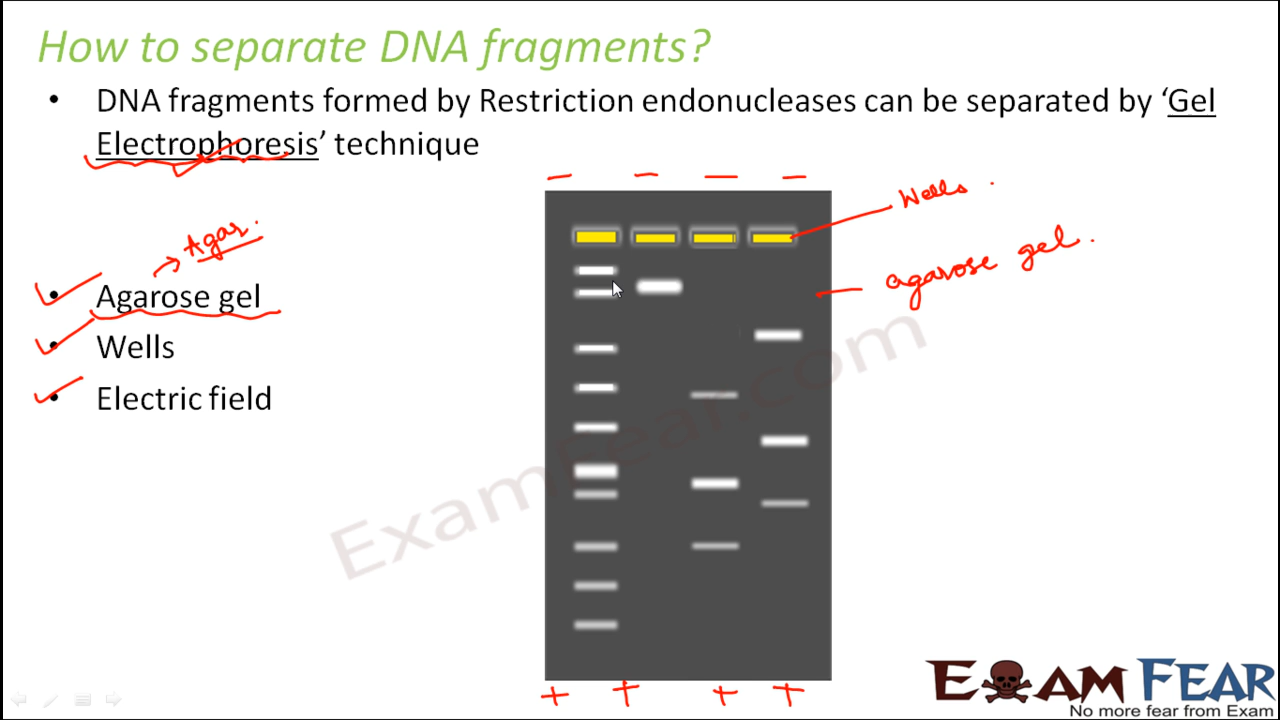 How to separate DNA fragments?
• DNA fragments formed by Restriction endonucleases can be separated by ‘Gel
Electrophoresis’ technique
− − − −
Wells
Agar.
agarose gel.
• Agarose gel
• Wells
• Electric field
ExamFear.com
+ + + +
EXAM FEAR
No more fear from Exam